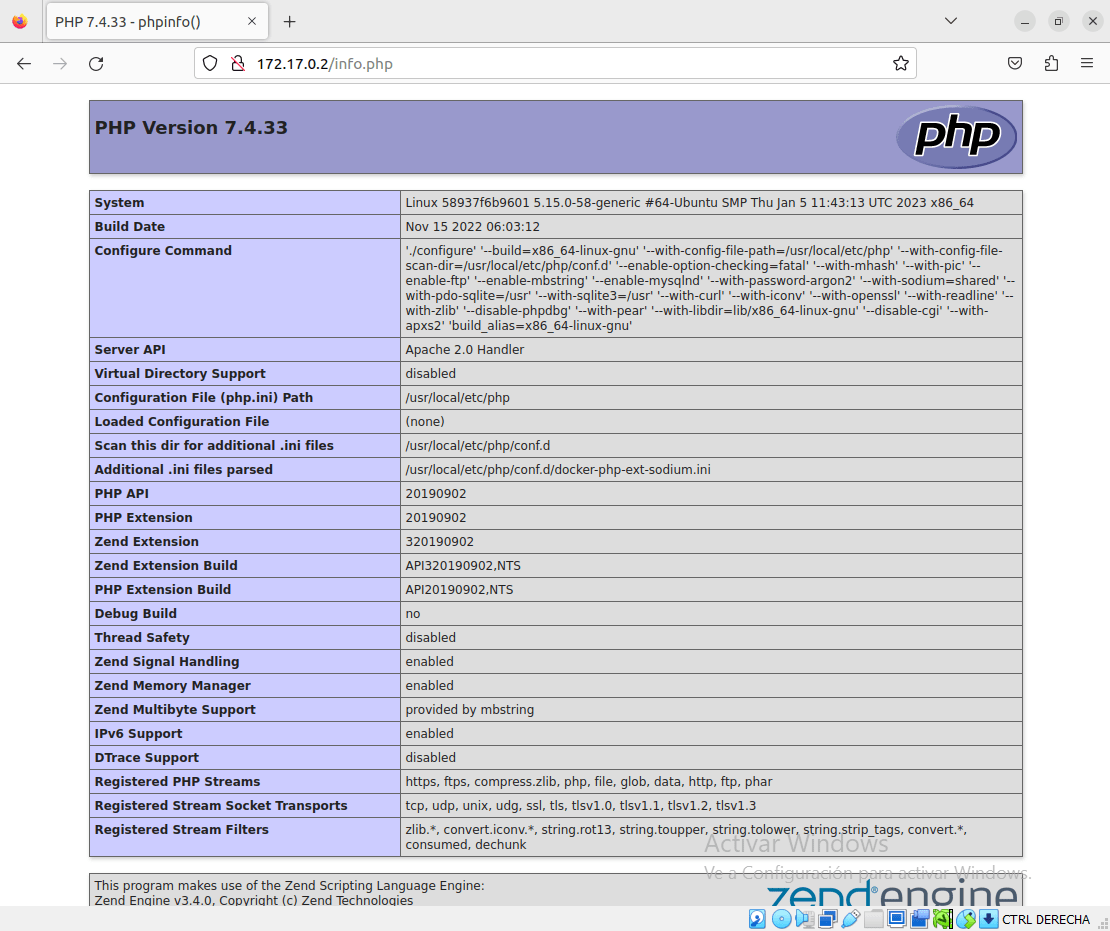 PHP 7.4.33 - phpinfo()
172.17.0.2/info.php
PHP Version 7.4.33
php
System Linux 58937f6b9601 5.15.0-58-generic #64-Ubuntu SMP Thu Jan 5 11:43:13 UTC 2023 x86_64
Build Date Nov 15 2022 06:03:12
Configure Command './configure' '--build=x86_64-linux-gnu' '--with-config-file-path=/usr/local/etc/php' '--with-config-file-
scan-dir=/usr/local/etc/php/conf.d' '--enable-option-checking=fatal' '--with-mhash' '--with-pic' '--
enable-ftp' '--enable-mbstring' '--enable-mysqlnd' '--with-password-argon2' '--with-sodium=shared' '--
with-pdo-sqlite=/usr' '--with-sqlite3=/usr' '--with-curl' '--with-iconv' '--with-openssl' '--with-readline' '--
with-zlib' '--disable-phpdbg' '--with-pear' '--with-libdir=lib/x86_64-linux-gnu' '--disable-cgi' '--with-
apxs2' 'build_alias=x86_64-linux-gnu'
Server API Apache 2.0 Handler
Virtual Directory Support disabled
Configuration File (php.ini) Path /usr/local/etc/php
Loaded Configuration File (none)
Scan this dir for additional .ini files /usr/local/etc/php/conf.d
Additional .ini files parsed /usr/local/etc/php/conf.d/docker-php-ext-sodium.ini
PHP API 20190902
PHP Extension 20190902
Zend Extension 320190902
Zend Extension Build API320190902,NTS
PHP Extension Build API20190902,NTS
Debug Build no
Thread Safety disabled
Zend Signal Handling enabled
Zend Memory Manager enabled
Zend Multibyte Support provided by mbstring
IPv6 Support enabled
DTrace Support disabled
Registered PHP Streams https, ftps, compress.zlib, php, file, glob, data, http, ftp, phar
Registered Stream Socket Transports tcp, udp, unix, udg, ssl, tls, tlsv1.0, tlsv1.1, tlsv1.2, tlsv1.3
Registered Stream Filters zlib.*, convert.iconv.*, string.rot13, string.toupper, string.tolower, string.strip_tags, convert.*,
consumed, dechunk
Activar Windows
Ve a Configuración para activar Windows.
This program makes use of the Zend Scripting Language Engine:
Zend Engine v3.4.0, Copyright (c) Zend Technologies
zend® engine
CTRL DERECHA